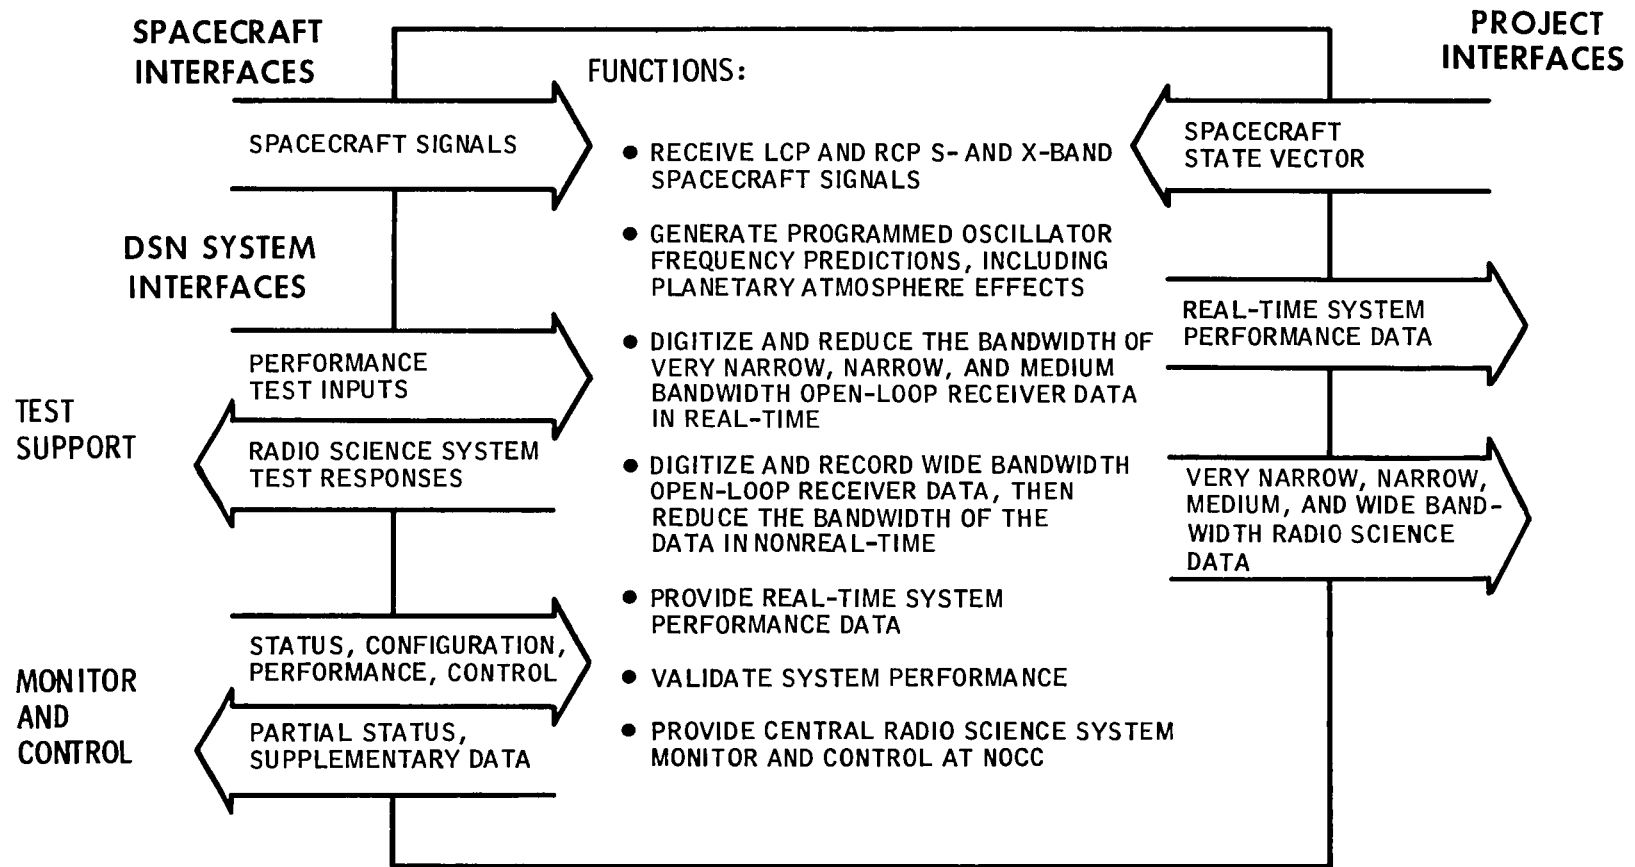 SPACECRAFT
INTERFACES
SPACECRAFT SIGNALS
DSN SYSTEM
INTERFACES
TEST
SUPPORT
PERFORMANCE
TEST INPUTS
RADIO SCIENCE SYSTEM
TEST RESPONSES
MONITOR
AND
CONTROL
STATUS, CONFIGURATION,
PERFORMANCE, CONTROL
PARTIAL STATUS,
SUPPLEMENTARY DATA
FUNCTIONS:
● RECEIVE LCP AND RCP S- AND X-BAND
SPACECRAFT SIGNALS
● GENERATE PROGRAMMED OSCILLATOR
FREQUENCY PREDICTIONS, INCLUDING
PLANETARY ATMOSPHERE EFFECTS
● DIGITIZE AND REDUCE THE BANDWIDTH OF
VERY NARROW, NARROW, AND MEDIUM
BANDWIDTH OPEN-LOOP RECEIVER DATA
IN REAL-TIME
● DIGITIZE AND RECORD WIDE BANDWIDTH
OPEN-LOOP RECEIVER DATA, THEN
REDUCE THE BANDWIDTH OF THE
DATA IN NONREAL-TIME
● PROVIDE REAL-TIME SYSTEM
PERFORMANCE DATA
● VALIDATE SYSTEM PERFORMANCE
● PROVIDE CENTRAL RADIO SCIENCE SYSTEM
MONITOR AND CONTROL AT NOCC
PROJECT
INTERFACES
SPACECRAFT
STATE VECTOR
REAL-TIME SYSTEM
PERFORMANCE DATA
VERY NARROW, NARROW,
MEDIUM, AND WIDE BAND-
WIDTH RADIO SCIENCE
DATA